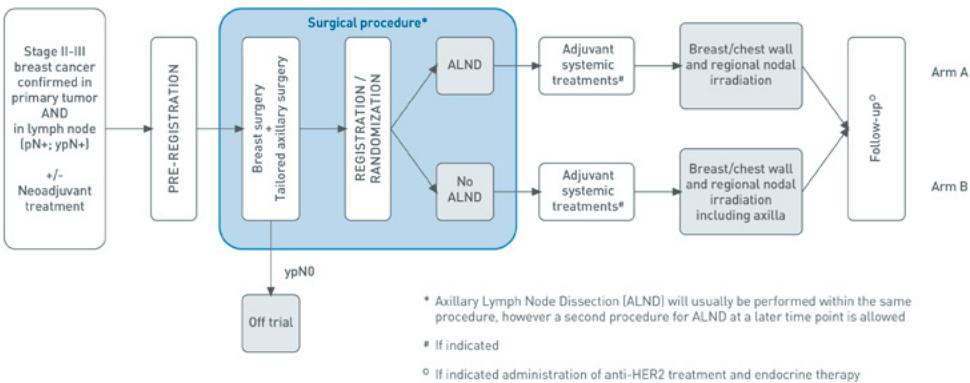 Surgical procedure*
Stage II-III
breast cancer
confirmed in
primary tumor
AND
in lymph node
(pN+; ypN+)
+/-
Neoadjuvant
treatment
PRE-REGISTRATION
Breast surgery
+
Tailored axillary surgery
REGISTRATION /
RANDOMIZATION
ALND
Adjuvant
systemic
treatments#
Breast/chest wall
and regional nodal
irradiation
Arm A
No
ALND
Adjuvant
systemic
treatments#
Breast/chest wall
and regional nodal
irradiation
including axilla
Arm B
Follow-up°
ypN0
Off trial
* Axillary Lymph Node Dissection (ALND) will usually be performed within the same
procedure, however a second procedure for ALND at a later time point is allowed
# If indicated
° If indicated administration of anti-HER2 treatment and endocrine therapy